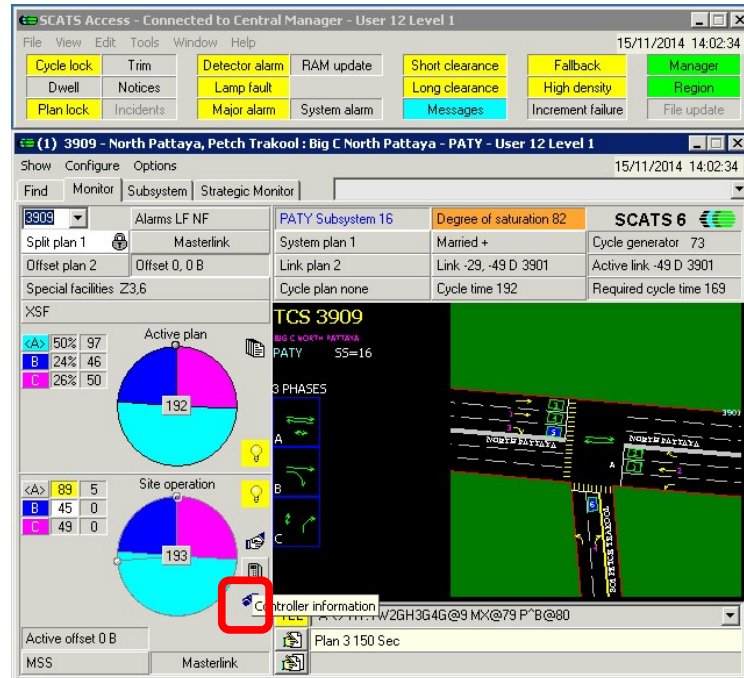 SCATS Access - Connected to Central Manager - User 12 Level 1
File View Edit Tools Window Help 15/11/2014 14:02:34
Cycle lock Trim Detector alarm RAM update Short clearance Fallback Manager
Dwell Notices Lamp fault Long clearance High density Region
Plan lock Incidents Major alarm System alarm Messages Increment failure File update
(1) 3909 - North Pattaya, Petch Trakool : Big C North Pattaya - PATY - User 12 Level 1
Show Configure Options 15/11/2014 14:02:34
Find Monitor Subsystem Strategic Monitor
3909 Alarms LF NF PATY Subsystem 16 Degree of saturation 82 SCATS 6
Split plan 1 Masterlink System plan 1 Married + Cycle generator 73
Offset plan 2 Offset 0, 0 B Link plan 2 Link -29, -49 D 3901 Active link -49 D 3901
Special facilities Z3,6 Cycle plan none Cycle time 192 Required cycle time 169
XSF
<A> 50% 97
B 24% 46
C 26% 50
Active plan
192
TCS 3909
BIG C NORTH PATTAYA
PATY SS=16
3 PHASES
A
B
C
3901
NORTH PATTAYA
NORTH PATTAYA
A
SOI PETCH TRAKOOL
<A> 89 5
B 45 0
C 49 0
Site operation
193
Controller information
Active offset 0 B
Plan 3 150 Sec
MSS Masterlink